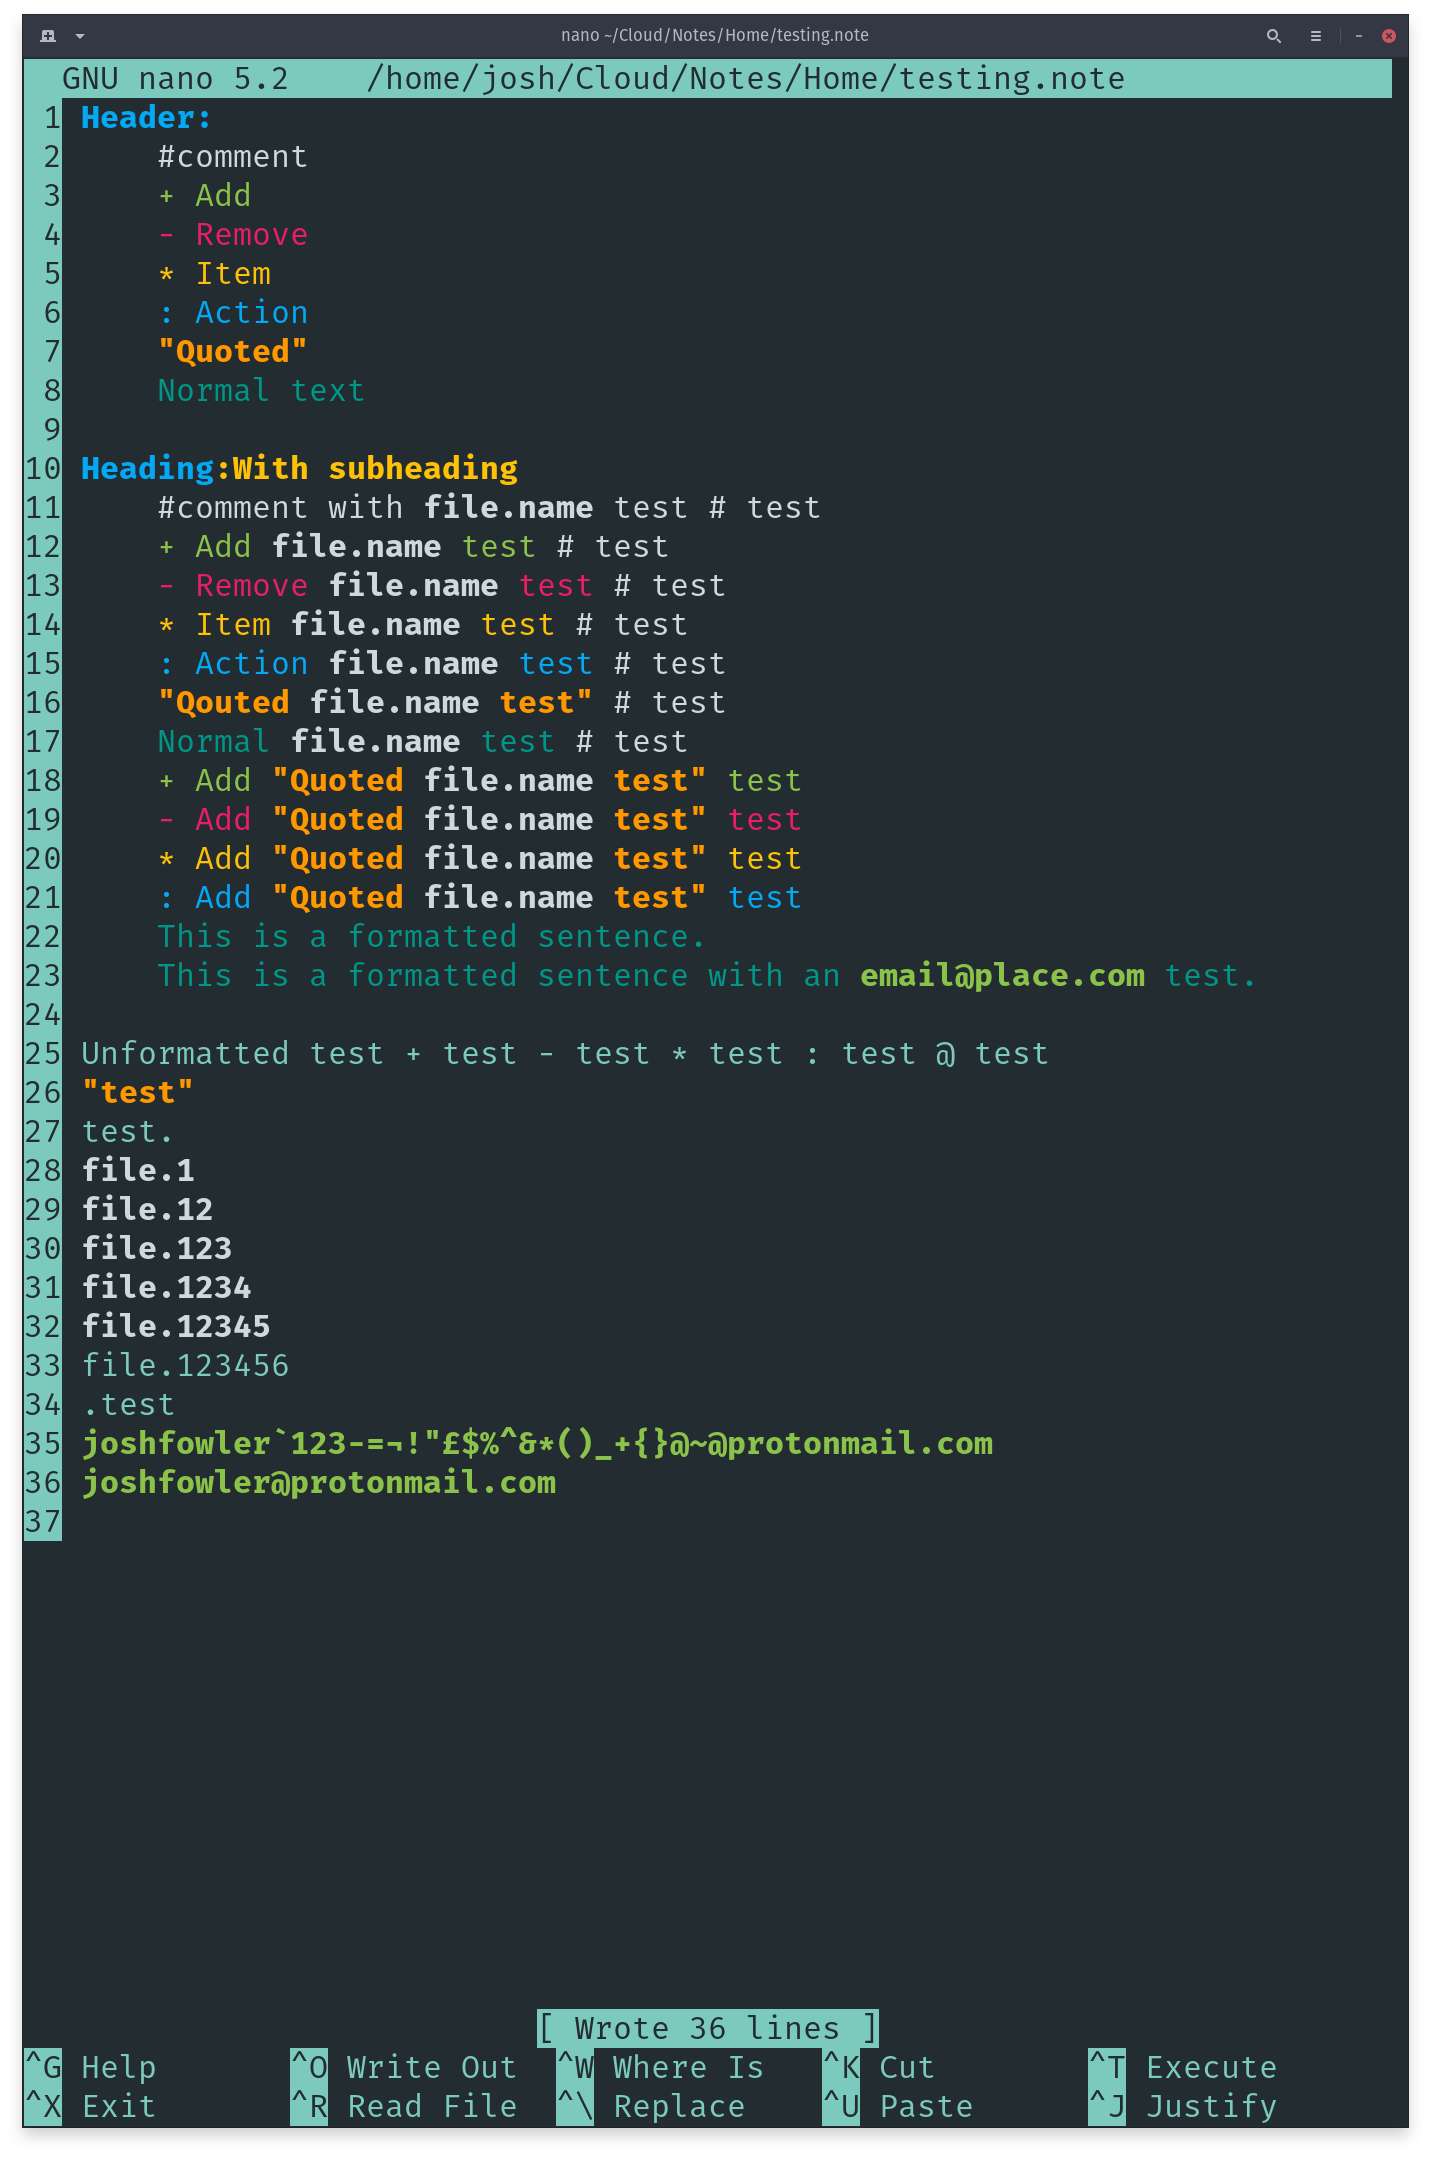 nano ~/Cloud/Notes/Home/testing.note
GNU nano 5.2    /home/josh/Cloud/Notes/Home/testing.note
1 Header:
2     #comment
3     + Add
4     - Remove
5     * Item
6     : Action
7     "Quoted"
8     Normal text
9
10 Heading:With subheading
11     #comment with file.name test # test
12     + Add file.name test # test
13     - Remove file.name test # test
14     * Item file.name test # test
15     : Action file.name test # test
16     "Qouted file.name test" # test
17     Normal file.name test # test
18     + Add "Quoted file.name test" test
19     - Add "Quoted file.name test" test
20     * Add "Quoted file.name test" test
21     : Add "Quoted file.name test" test
22     This is a formatted sentence.
23     This is a formatted sentence with an email@place.com test.
24
25 Unformatted test + test - test * test : test @ test
26 "test"
27 test.
28 file.1
29 file.12
30 file.123
31 file.1234
32 file.12345
33 file.123456
34 .test
35 joshfowler`123-=¬!"£$%^&*()_+{}@~@protonmail.com
36 joshfowler@protonmail.com
37
[ Wrote 36 lines ]
^G Help    ^O Write Out    ^W Where Is    ^K Cut    ^T Execute
^X Exit    ^R Read File    ^\ Replace    ^U Paste    ^J Justify